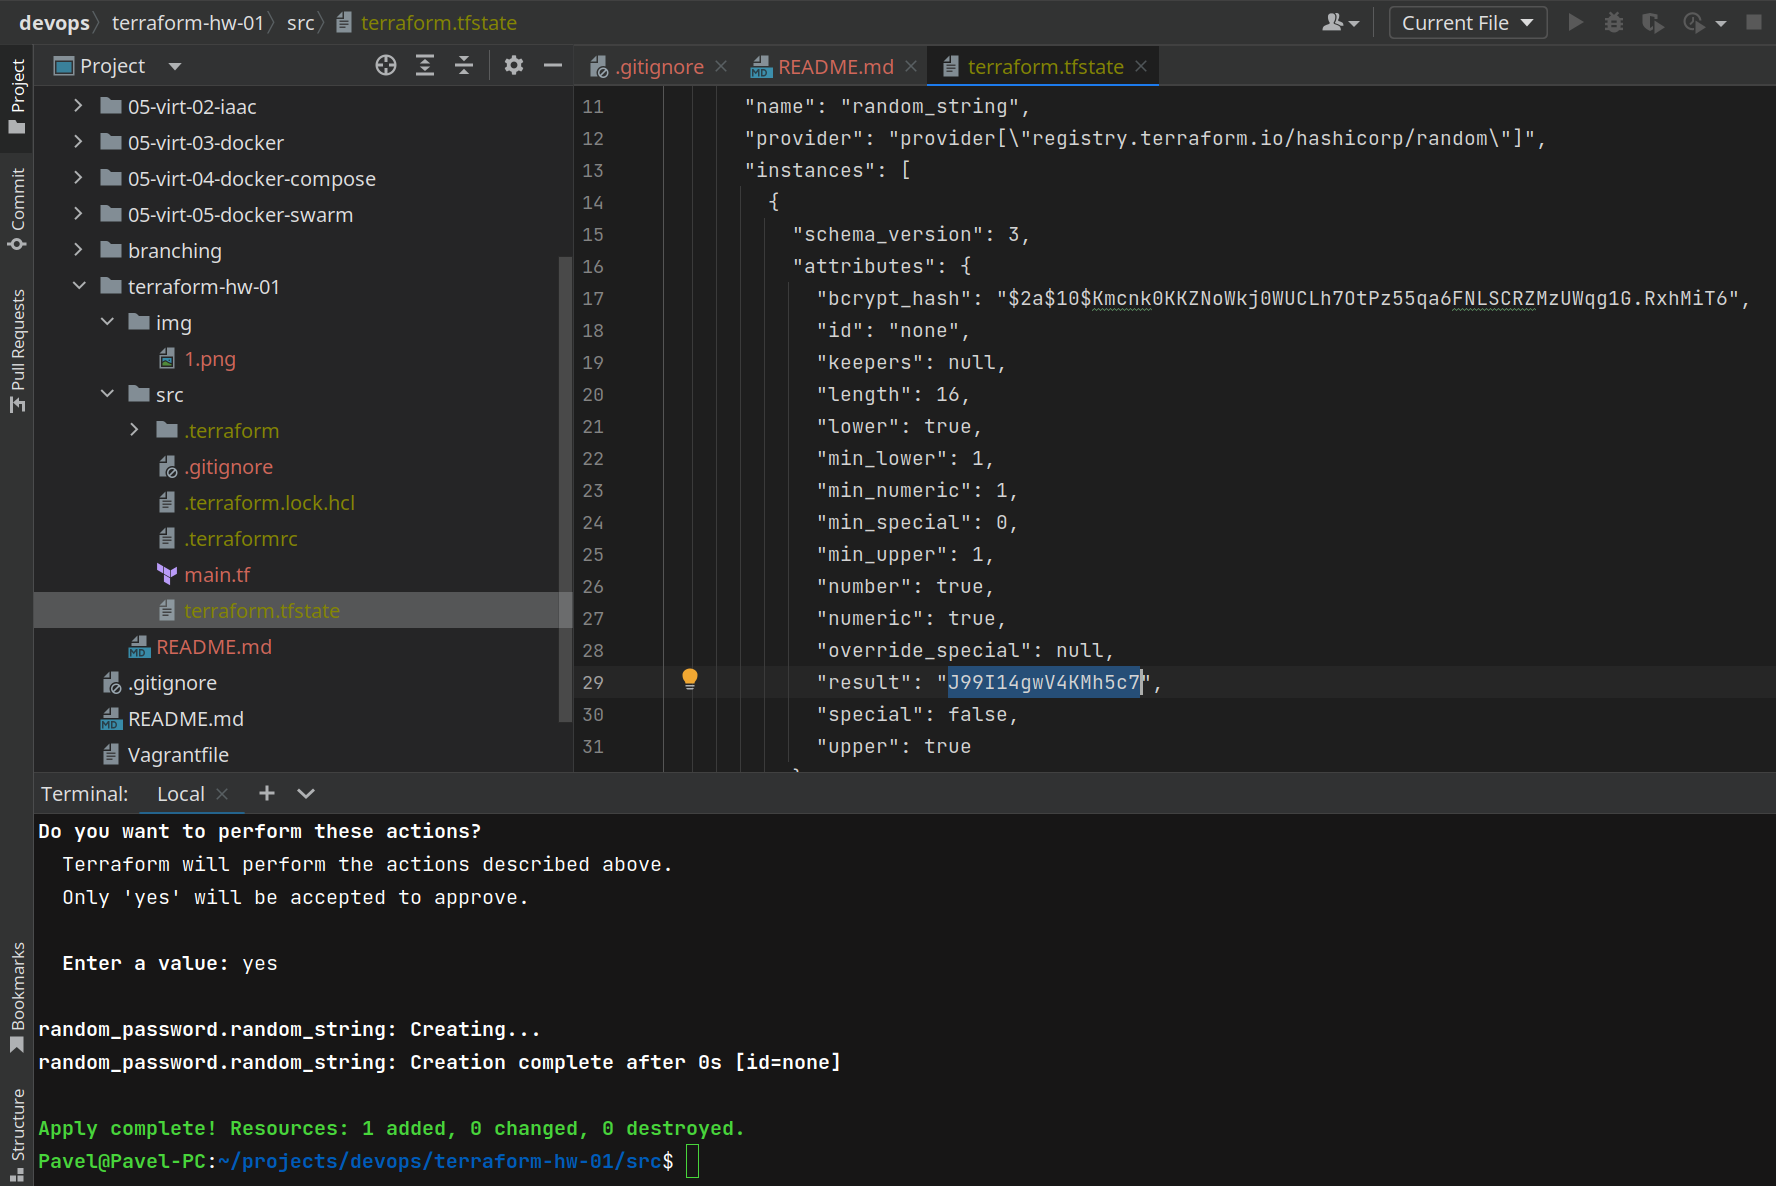 devops
terraform-hw-01
src
terraform.tfstate
Current File
Project
.gitignore
README.md
terraform.tfstate
Project
Commit
Pull Requests
Bookmarks
Structure
05-virt-02-iaac
05-virt-03-docker
05-virt-04-docker-compose
05-virt-05-docker-swarm
branching
terraform-hw-01
img
1.png
src
.terraform
.gitignore
.terraform.lock.hcl
.terraformrc
main.tf
terraform.tfstate
README.md
.gitignore
README.md
Vagrantfile
11 "name": "random_string",
12 "provider": "provider[\"registry.terraform.io/hashicorp/random\"]",
13 "instances": [
14 {
15 "schema_version": 3,
16 "attributes": {
17 "bcrypt_hash": "$2a$10$Kmcnk0KKZNoWkj0WUCLh7OtPz55qa6FNLSCRZMzUWqg1G.RxhMiT6",
18 "id": "none",
19 "keepers": null,
20 "length": 16,
21 "lower": true,
22 "min_lower": 1,
23 "min_numeric": 1,
24 "min_special": 0,
25 "min_upper": 1,
26 "number": true,
27 "numeric": true,
28 "override_special": null,
29 "result": "J99I14gwV4KMh5c7",
30 "special": false,
31 "upper": true
Terminal: Local
Do you want to perform these actions?
Terraform will perform the actions described above.
Only 'yes' will be accepted to approve.
Enter a value: yes
random_password.random_string: Creating...
random_password.random_string: Creation complete after 0s [id=none]
Apply complete! Resources: 1 added, 0 changed, 0 destroyed.
Pavel@Pavel-PC:~/projects/devops/terraform-hw-01/src$